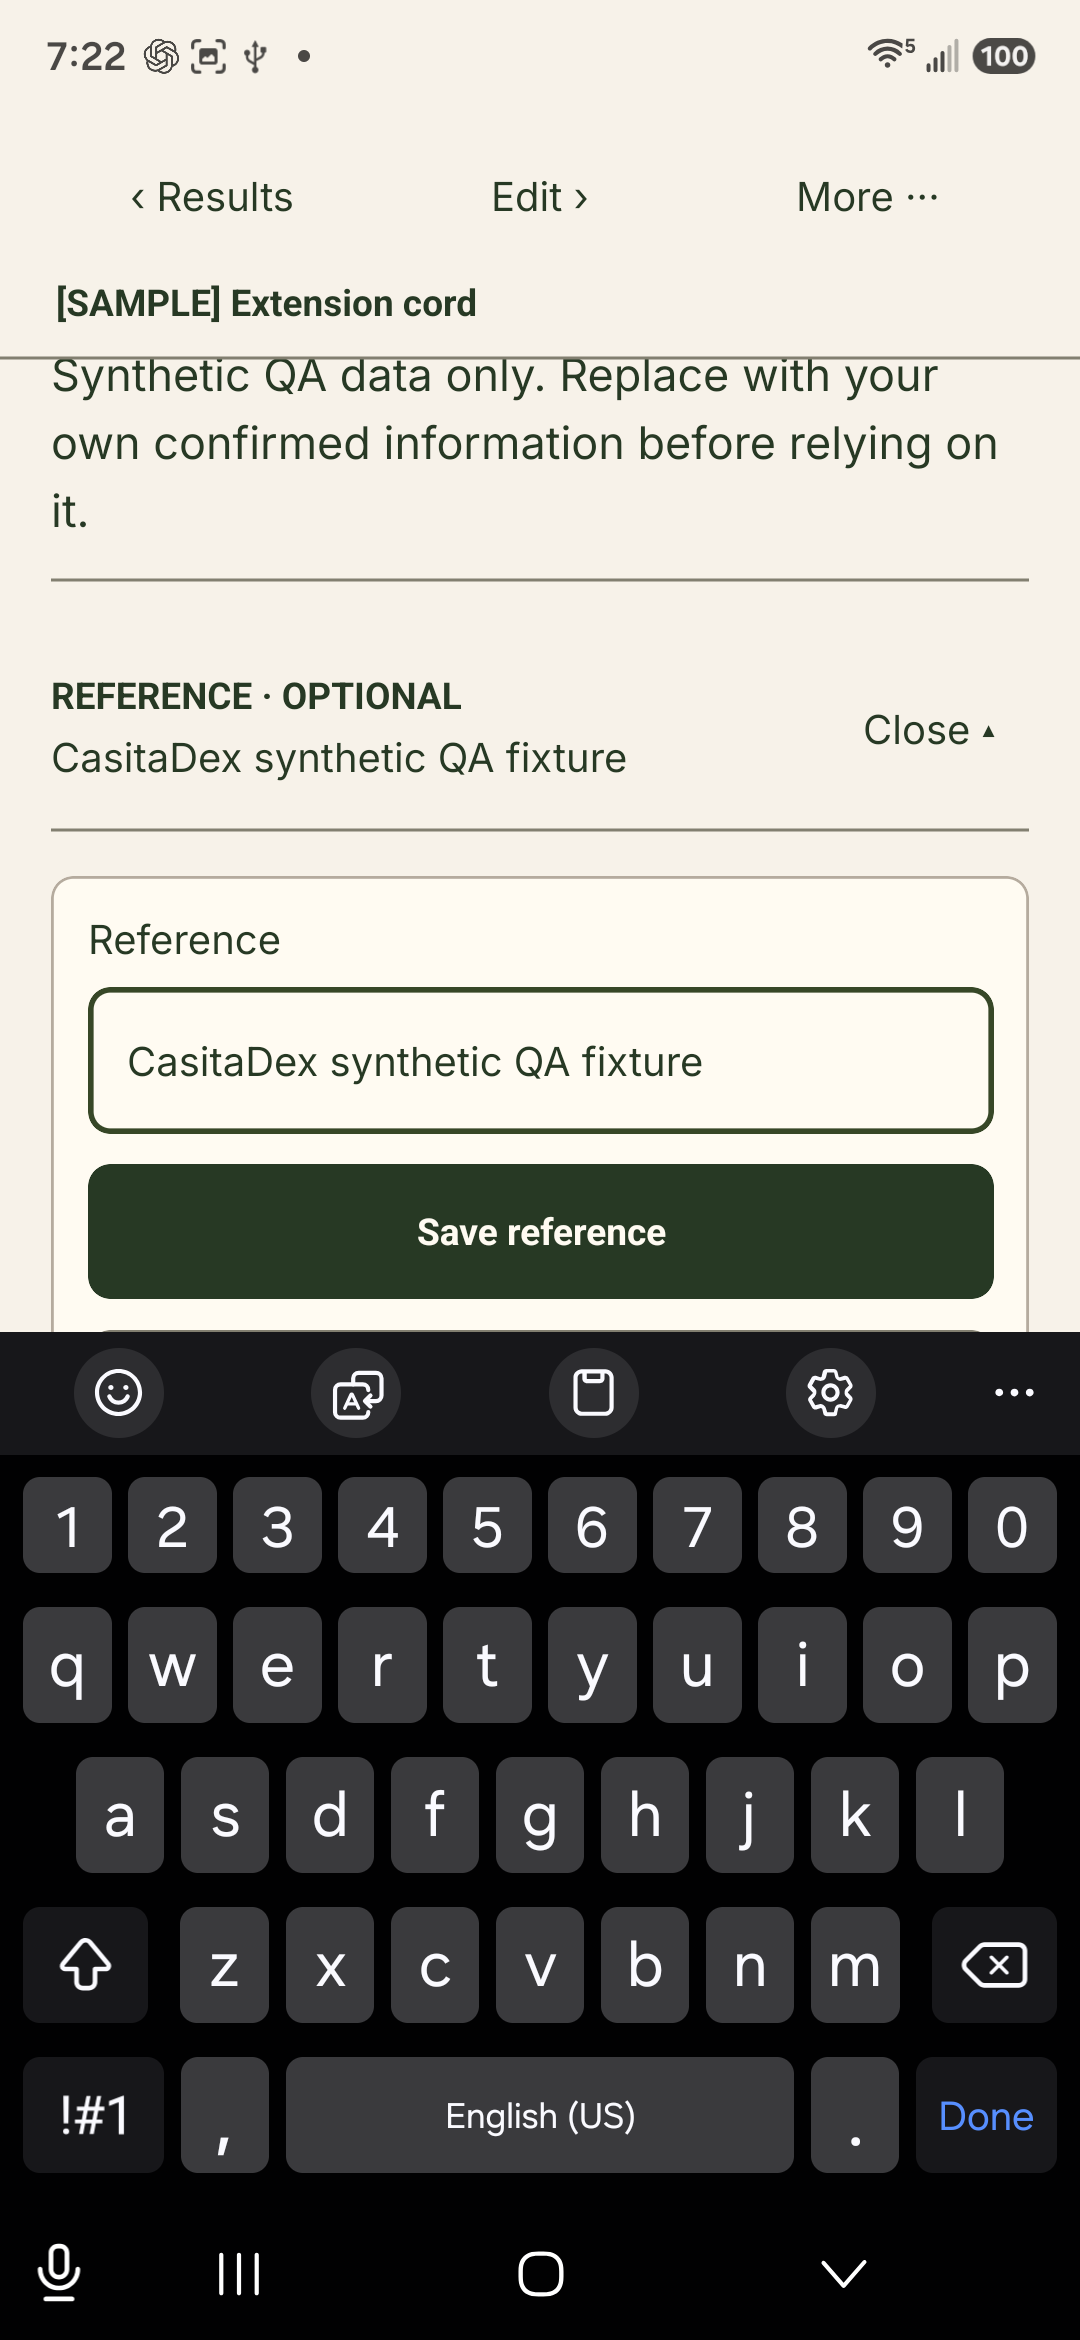 7:22
5
100
‹ Results
Edit ›
More ···
[SAMPLE] Extension cord
Synthetic QA data only. Replace with your
own confirmed information before relying on
it.
REFERENCE · OPTIONAL
CasitaDex synthetic QA fixture
Close ▲
Reference
CasitaDex synthetic QA fixture
Save reference
1 2 3 4 5 6 7 8 9 0
q w e r t y u i o p
a s d f g h j k l
z x c v b n m
!#1 , English (US) . Done